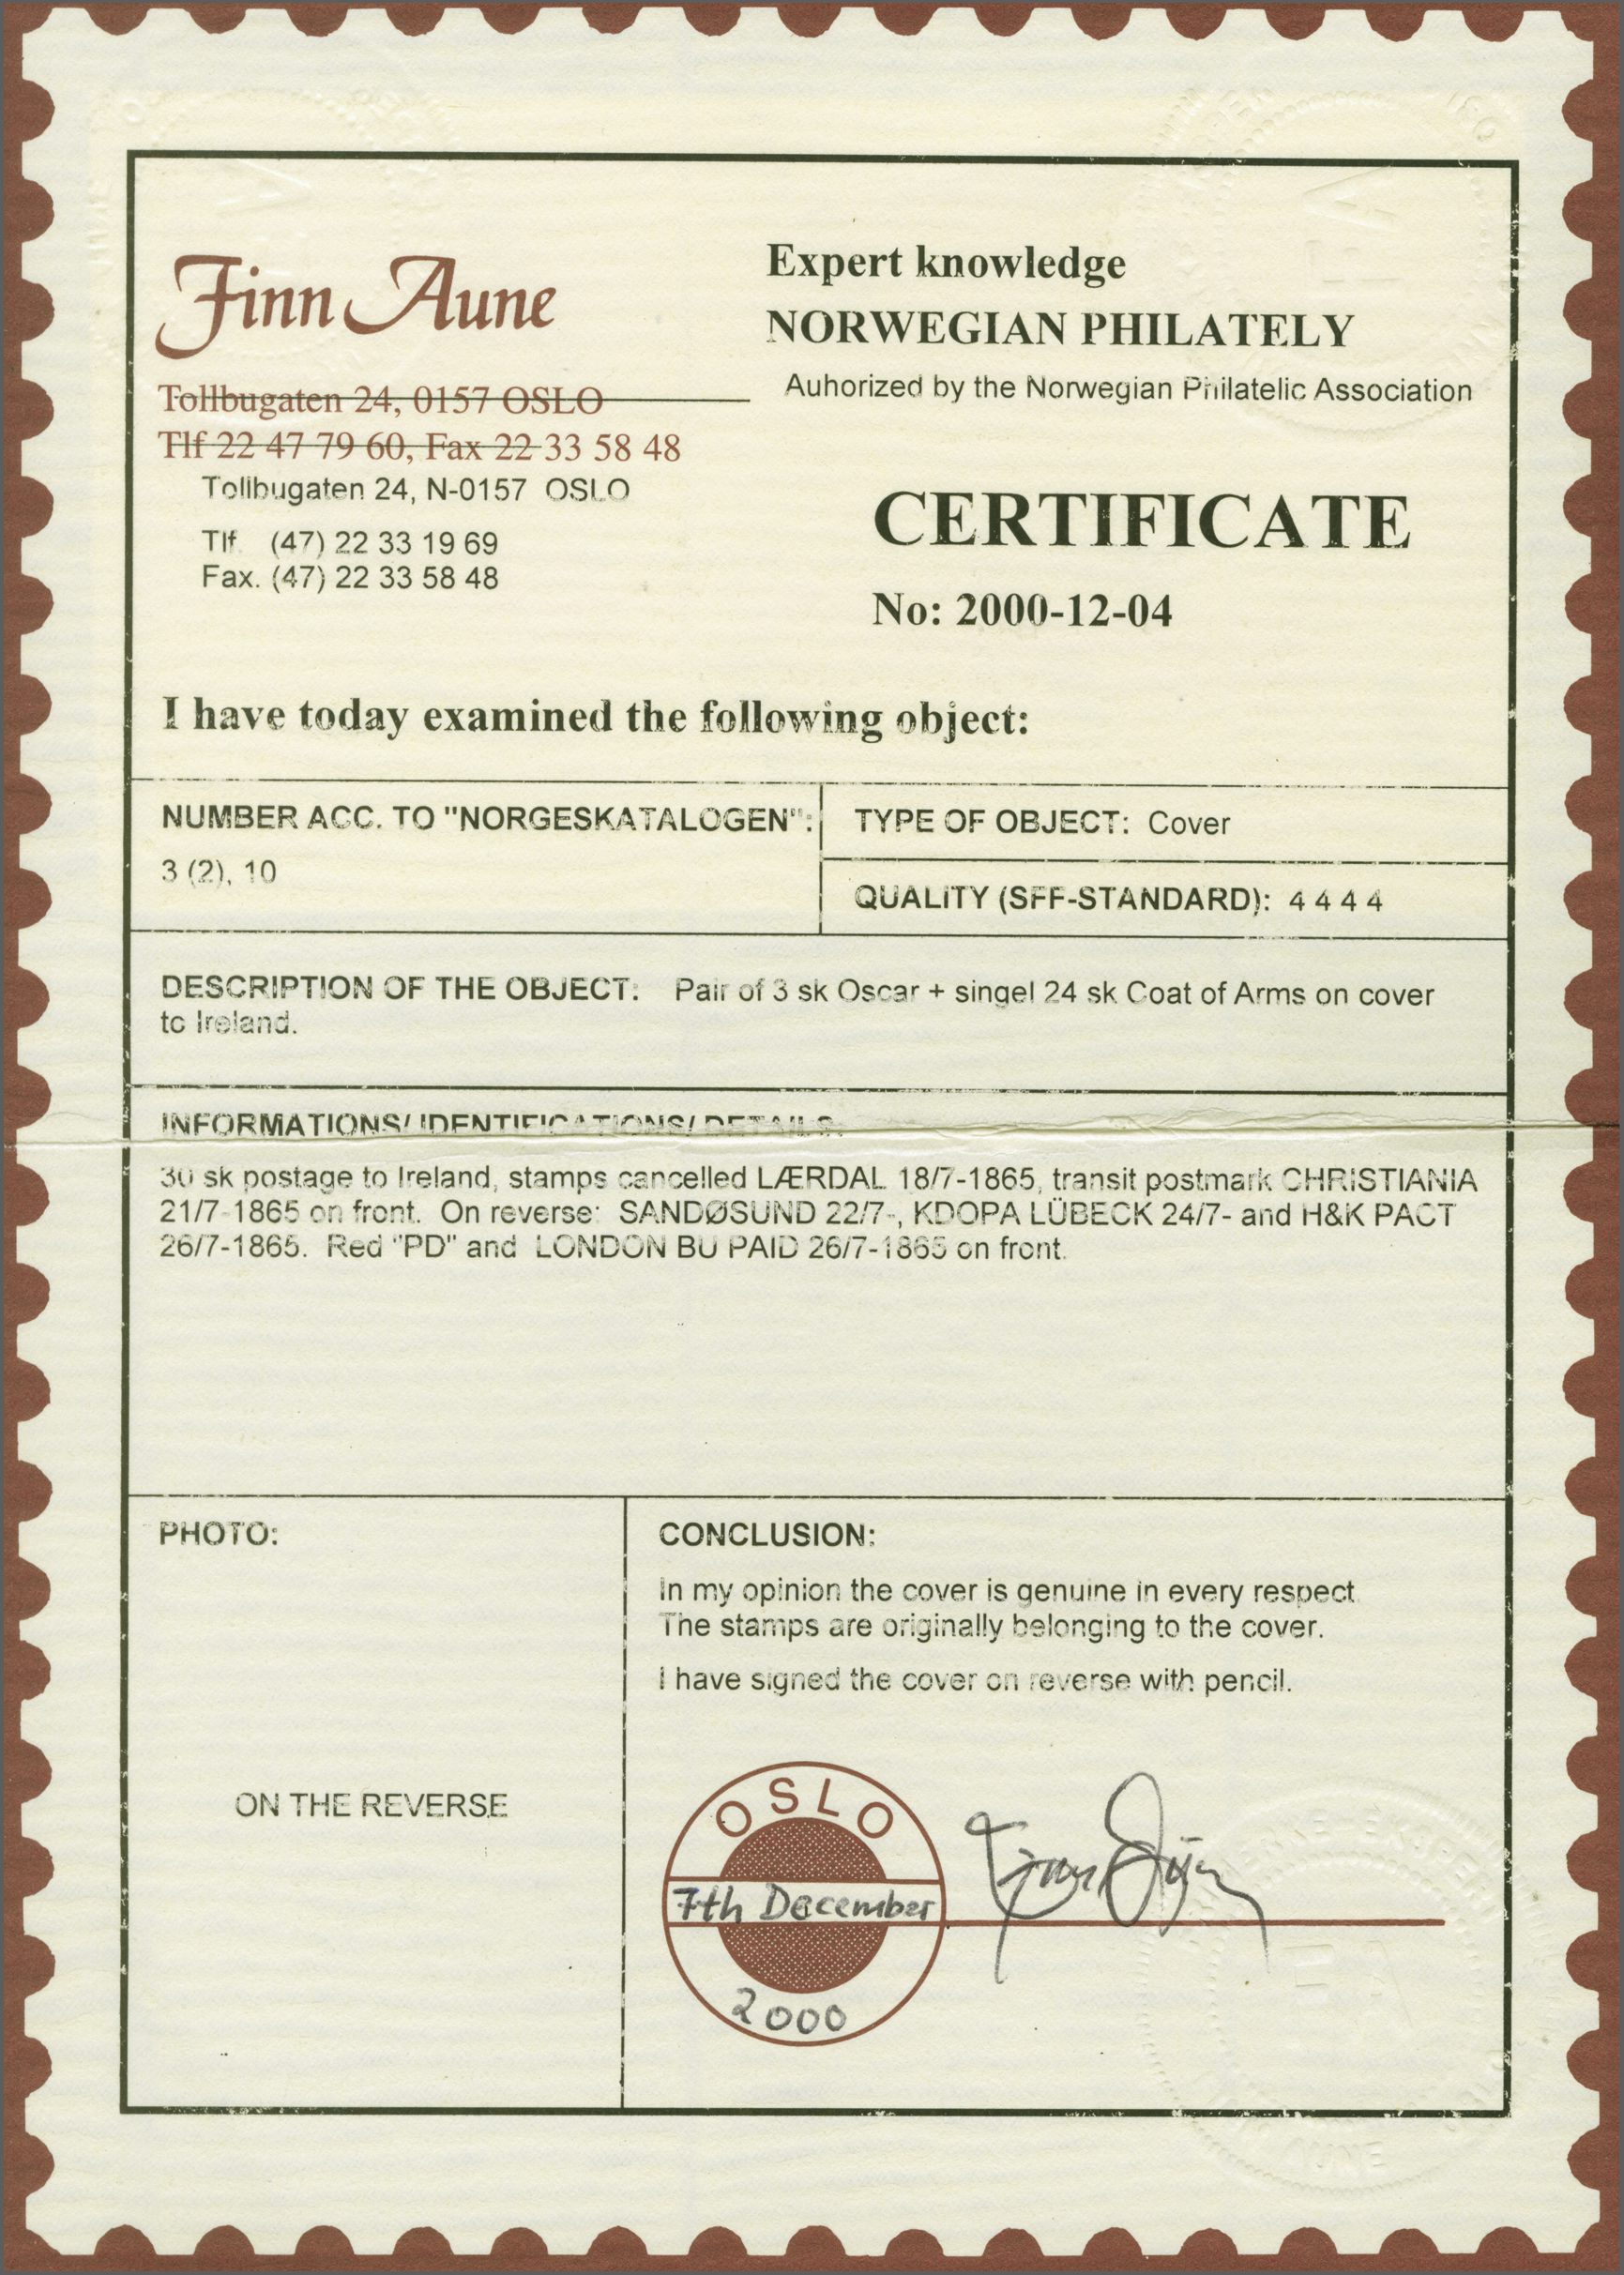 Finn Aune
Tollbugaten 24, 0157 OSLO
Tlf 22 47 79 60, Fax 22 33 58 48
Tollbugaten 24, N-0157 OSLO
Tlf. (47) 22 33 19 69
Fax. (47) 22 33 58 48
Expert knowledge
NORWEGIAN PHILATELY
Auhorized by the Norwegian Philatelic Association
CERTIFICATE
No: 2000-12-04
I have today examined the following object:
NUMBER ACC. TO "NORGESKATALOGEN":
3 (2), 10
TYPE OF OBJECT: Cover
QUALITY (SFF-STANDARD): 4 4 4 4
DESCRIPTION OF THE OBJECT: Pair of 3 sk Oscar + singel 24 sk Coat of Arms on cover
to Ireland.
INFORMATIONS/ IDENTIFICATIONS/ DETAILS:
30 sk postage to Ireland, stamps cancelled LÆRDAL 18/7-1865, transit postmark CHRISTIANIA
21/7-1865 on front. On reverse: SANDØSUND 22/7-, KDOPA LÜBECK 24/7- and H&K PACT
26/7-1865. Red "PD" and LONDON BU PAID 26/7-1865 on front.
PHOTO:
ON THE REVERSE
CONCLUSION:
In my opinion the cover is genuine in every respect.
The stamps are originally belonging to the cover.
I have signed the cover on reverse with pencil.
OSLO
7th December
2000
AUNE